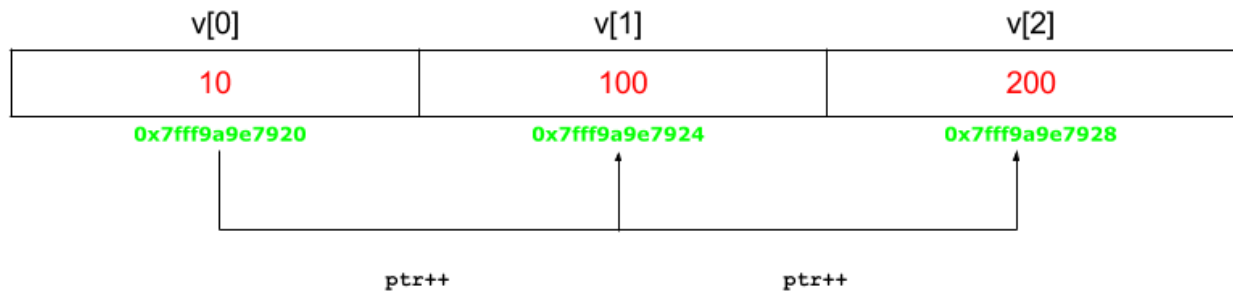 v[0] v[1] v[2]
10 100 200
0x7fff9a9e7920 0x7fff9a9e7924 0x7fff9a9e7928
ptr++ ptr++